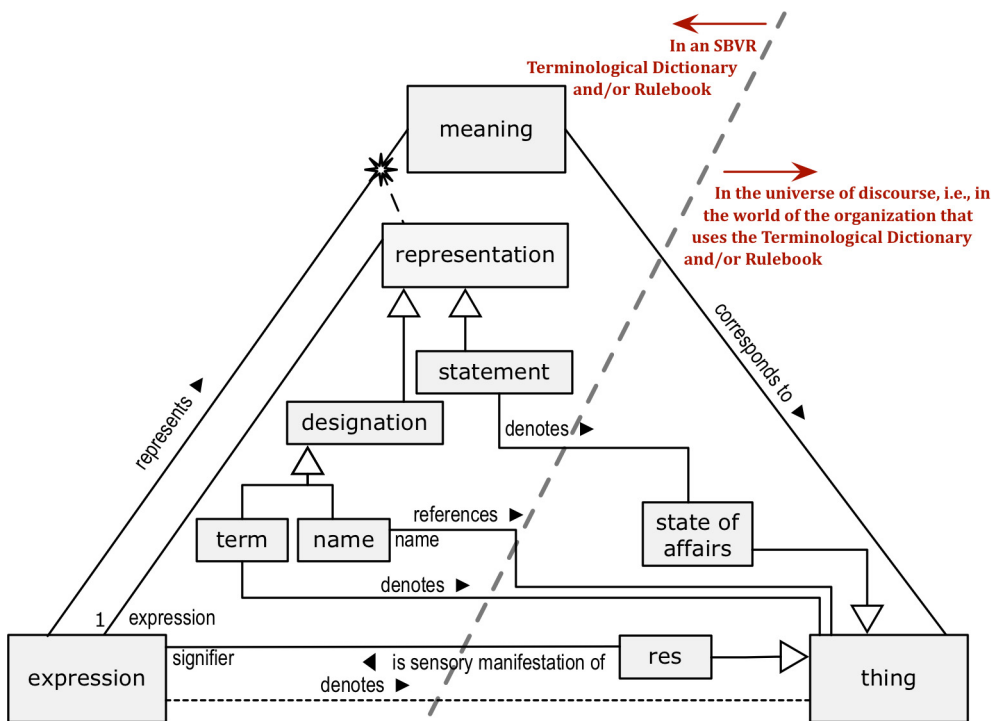 In an SBVR
Terminological Dictionary
and/or Rulebook
meaning
In the universe of discourse, i.e., in
the world of the organization that
uses the Terminological Dictionary
and/or Rulebook
representation
corresponds to ►
statement
represents ►
designation
denotes ►
references ►
term
name
name
state of
affairs
denotes ►
1 expression
signifier
◄ is sensory manifestation of
res
expression
denotes ►
thing